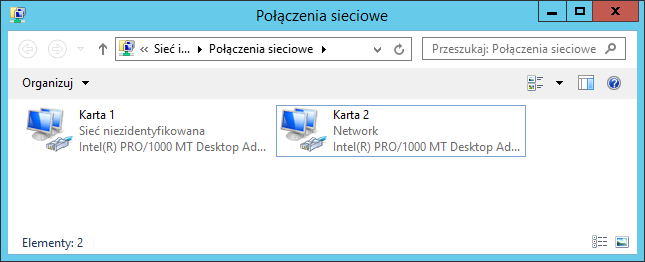 Połączenia sieciowe
« Sieć i... ▸ Połączenia sieciowe ▸
Przeszukaj: Połączenia sieciowe
Organizuj
Karta 1
Sieć niezidentyfikowana
Intel(R) PRO/1000 MT Desktop Ad...
Karta 2
Network
Intel(R) PRO/1000 MT Desktop Ad...
Elementy: 2